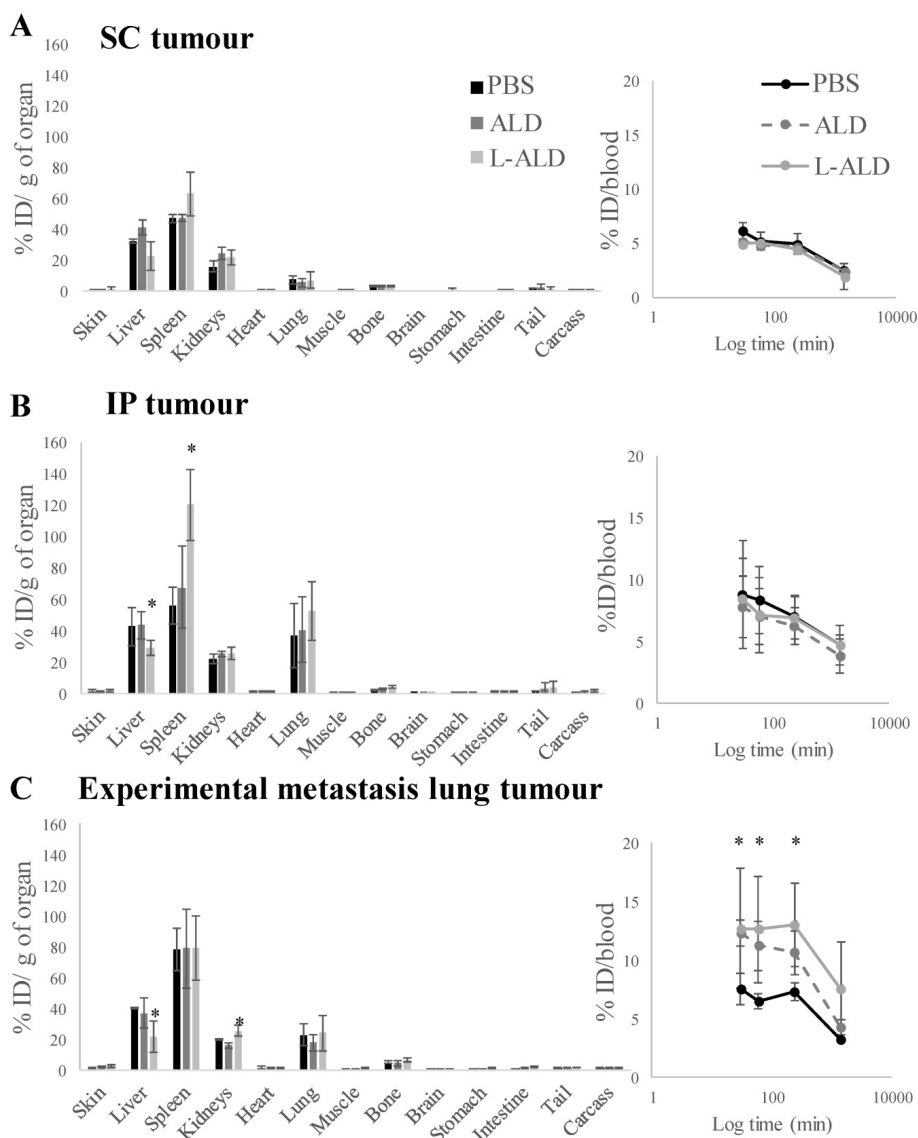 A SC tumour
% ID/ g of organ
160
140
120
100
80
60
40
20
0
Skin Liver Spleen Kidneys Heart Lung Muscle Bone Brain Stomach Intestine Tail Carcass
PBS
ALD
L-ALD
% ID/blood
20
15
10
5
0
1 100 10000
Log time (min)
PBS
ALD
L-ALD
B IP tumour
% ID/g of organ
160
140
120
100
80
60
40
20
0
* *
Skin Liver Spleen Kidneys Heart Lung Muscle Bone Brain Stomach Intestine Tail Carcass
%ID/blood
20
15
10
5
0
1 100 10000
Log time (min)
C Experimental metastasis lung tumour
% ID/ g of organ
160
140
120
100
80
60
40
20
0
* *
Skin Liver Spleen Kidneys Heart Lung Muscle Bone Brain Stomach Intestine Tail Carcass
% ID/blood
20
15
10
5
0
* * *
1 100 10000
Log time (min)